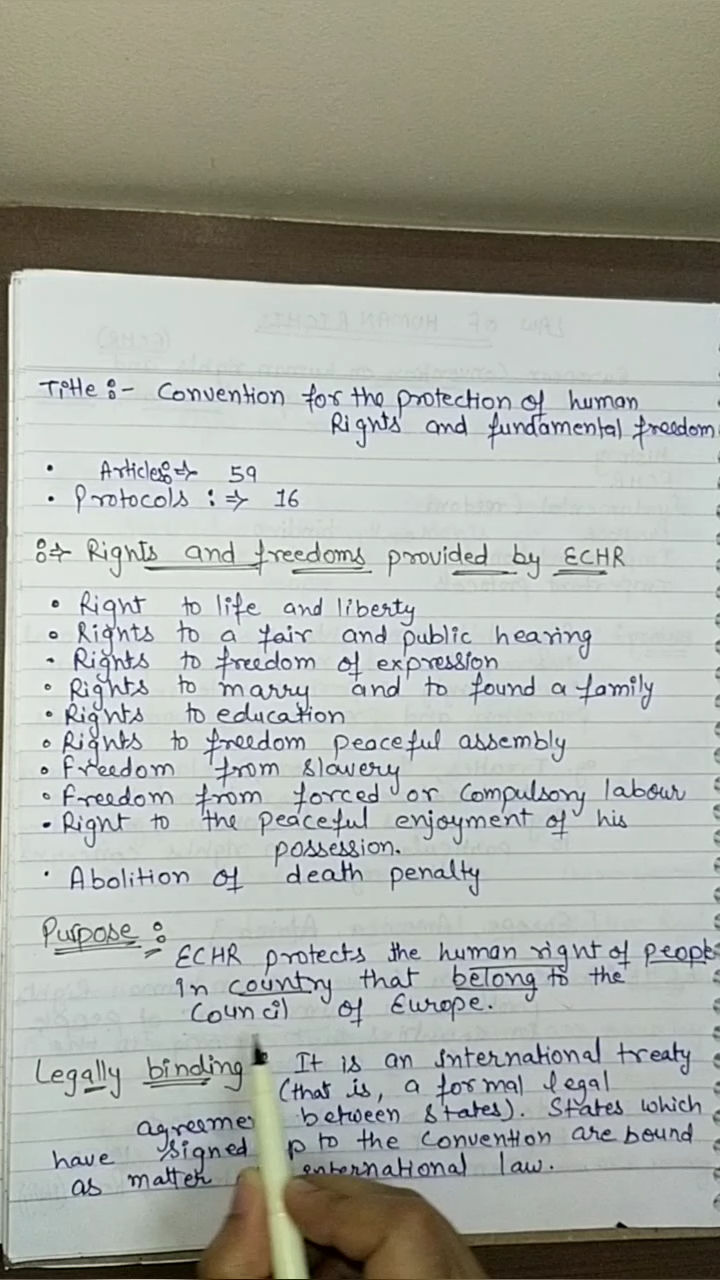 Title :- Convention for the protection of human
Rights and fundamental freedom
• Articles :⇒ 59
• Protocols :⇒ 16
:⇒ Rights and freedoms provided by ECHR
• Right to life and liberty
• Rights to a fair and public hearing
• Rights to freedom of expression
• Rights to marry and to found a family
• Rights to education
• Rights to freedom peaceful assembly
• Freedom from slavery
• Freedom from forced or compulsory labour
• Right to the peaceful enjoyment of his
possession.
• Abolition of death penalty
Purpose :
ECHR protects the human right of
in country that belong to the
Council of Europe.
Legally binding It is an international treaty
(that is, a formal legal
between states). States which
have signed to the convention are bound
as matter international law.